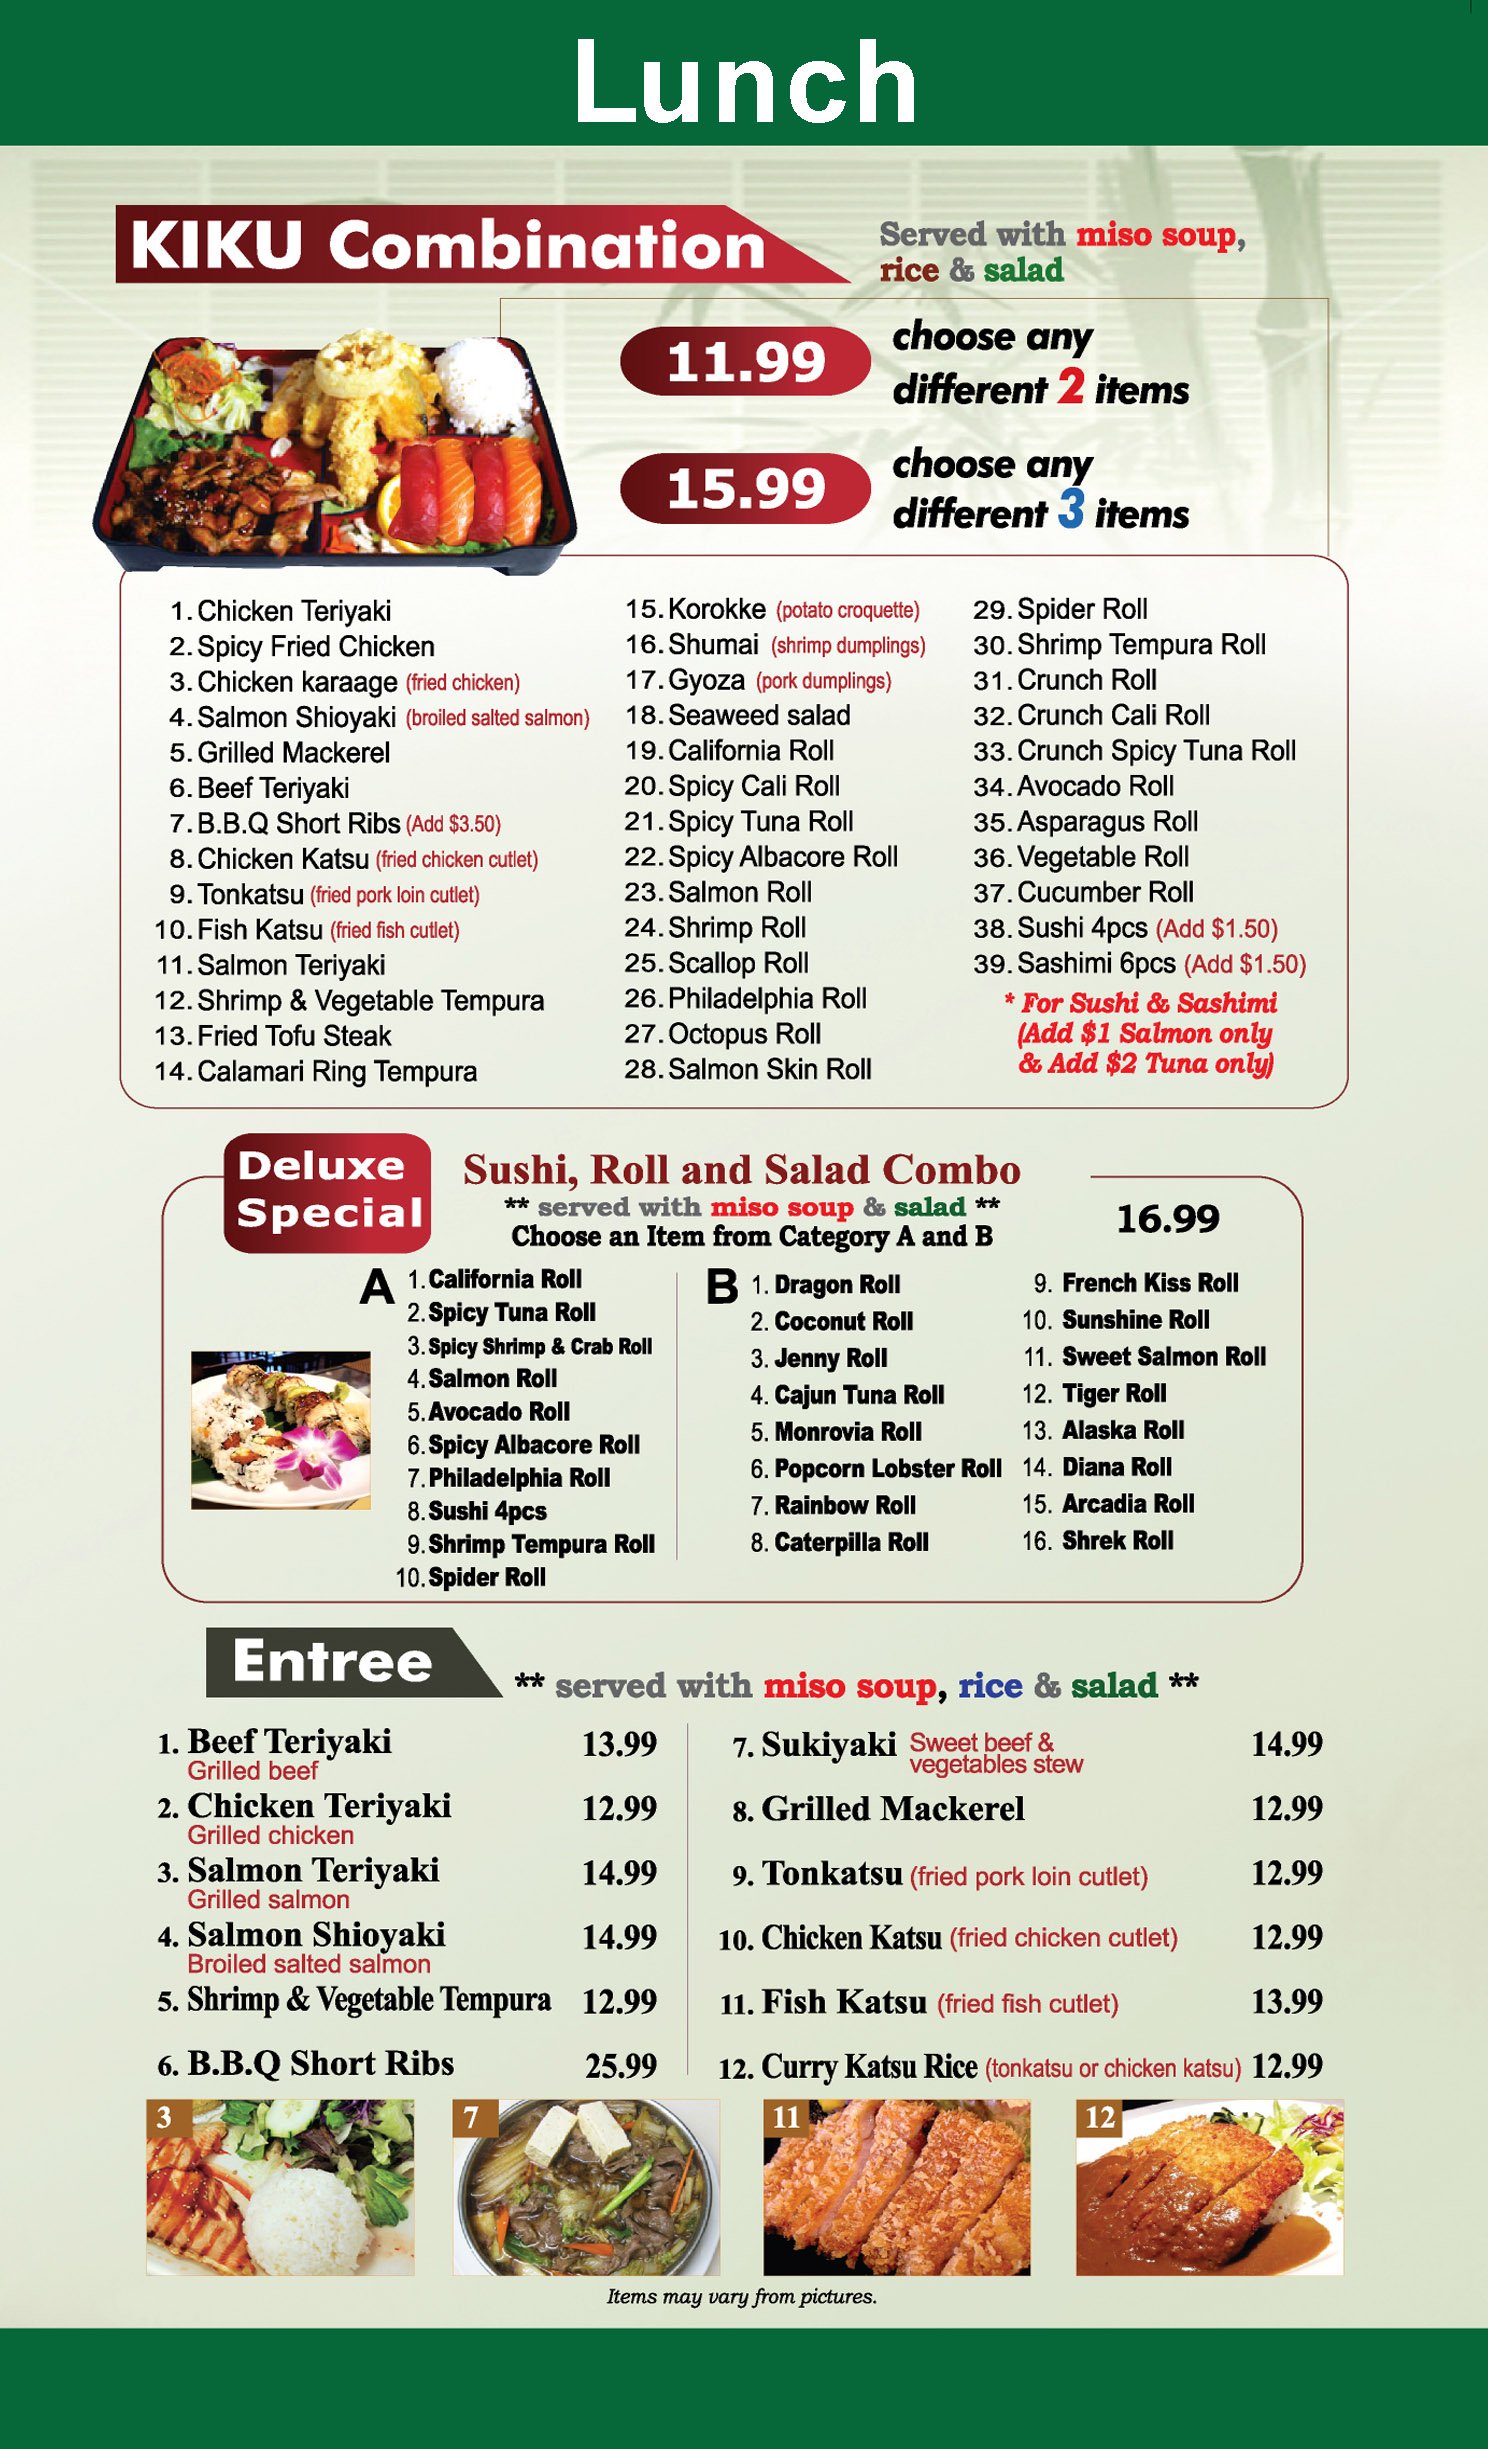 Lunch
KIKU Combination
Served with miso soup,
rice & salad
11.99
choose any
different 2 items
15.99
choose any
different 3 items
1. Chicken Teriyaki
2. Spicy Fried Chicken
3. Chicken karaage (fried chicken)
4. Salmon Shioyaki (broiled salted salmon)
5. Grilled Mackerel
6. Beef Teriyaki
7. B.B.Q Short Ribs (Add $3.50)
8. Chicken Katsu (fried chicken cutlet)
9. Tonkatsu (fried pork loin cutlet)
10. Fish Katsu (fried fish cutlet)
11. Salmon Teriyaki
12. Shrimp & Vegetable Tempura
13. Fried Tofu Steak
14. Calamari Ring Tempura
15. Korokke (potato croquette)
16. Shumai (shrimp dumplings)
17. Gyoza (pork dumplings)
18. Seaweed salad
19. California Roll
20. Spicy Cali Roll
21. Spicy Tuna Roll
22. Spicy Albacore Roll
23. Salmon Roll
24. Shrimp Roll
25. Scallop Roll
26. Philadelphia Roll
27. Octopus Roll
28. Salmon Skin Roll
29. Spider Roll
30. Shrimp Tempura Roll
31. Crunch Roll
32. Crunch Cali Roll
33. Crunch Spicy Tuna Roll
34. Avocado Roll
35. Asparagus Roll
36. Vegetable Roll
37. Cucumber Roll
38. Sushi 4pcs (Add $1.50)
39. Sashimi 6pcs (Add $1.50)
* For Sushi & Sashimi
(Add $1 Salmon only
& Add $2 Tuna only)
Deluxe
Special
Sushi, Roll and Salad Combo
** served with miso soup & salad **
Choose an Item from Category A and B
16.99
A
1. California Roll
2. Spicy Tuna Roll
3. Spicy Shrimp & Crab Roll
4. Salmon Roll
5. Avocado Roll
6. Spicy Albacore Roll
7. Philadelphia Roll
8. Sushi 4pcs
9. Shrimp Tempura Roll
10. Spider Roll
B
1. Dragon Roll
2. Coconut Roll
3. Jenny Roll
4. Cajun Tuna Roll
5. Monrovia Roll
6. Popcorn Lobster Roll
7. Rainbow Roll
8. Caterpilla Roll
9. French Kiss Roll
10. Sunshine Roll
11. Sweet Salmon Roll
12. Tiger Roll
13. Alaska Roll
14. Diana Roll
15. Arcadia Roll
16. Shrek Roll
Entree
** served with miso soup, rice & salad **
1. Beef Teriyaki 13.99
Grilled beef
2. Chicken Teriyaki 12.99
Grilled chicken
3. Salmon Teriyaki 14.99
Grilled salmon
4. Salmon Shioyaki 14.99
Broiled salted salmon
5. Shrimp & Vegetable Tempura 12.99
6. B.B.Q Short Ribs 25.99
7. Sukiyaki Sweet beef & 14.99
vegetables stew
8. Grilled Mackerel 12.99
9. Tonkatsu (fried pork loin cutlet) 12.99
10. Chicken Katsu (fried chicken cutlet) 12.99
11. Fish Katsu (fried fish cutlet) 13.99
12. Curry Katsu Rice (tonkatsu or chicken katsu) 12.99
3
7
11
12
Items may vary from pictures.